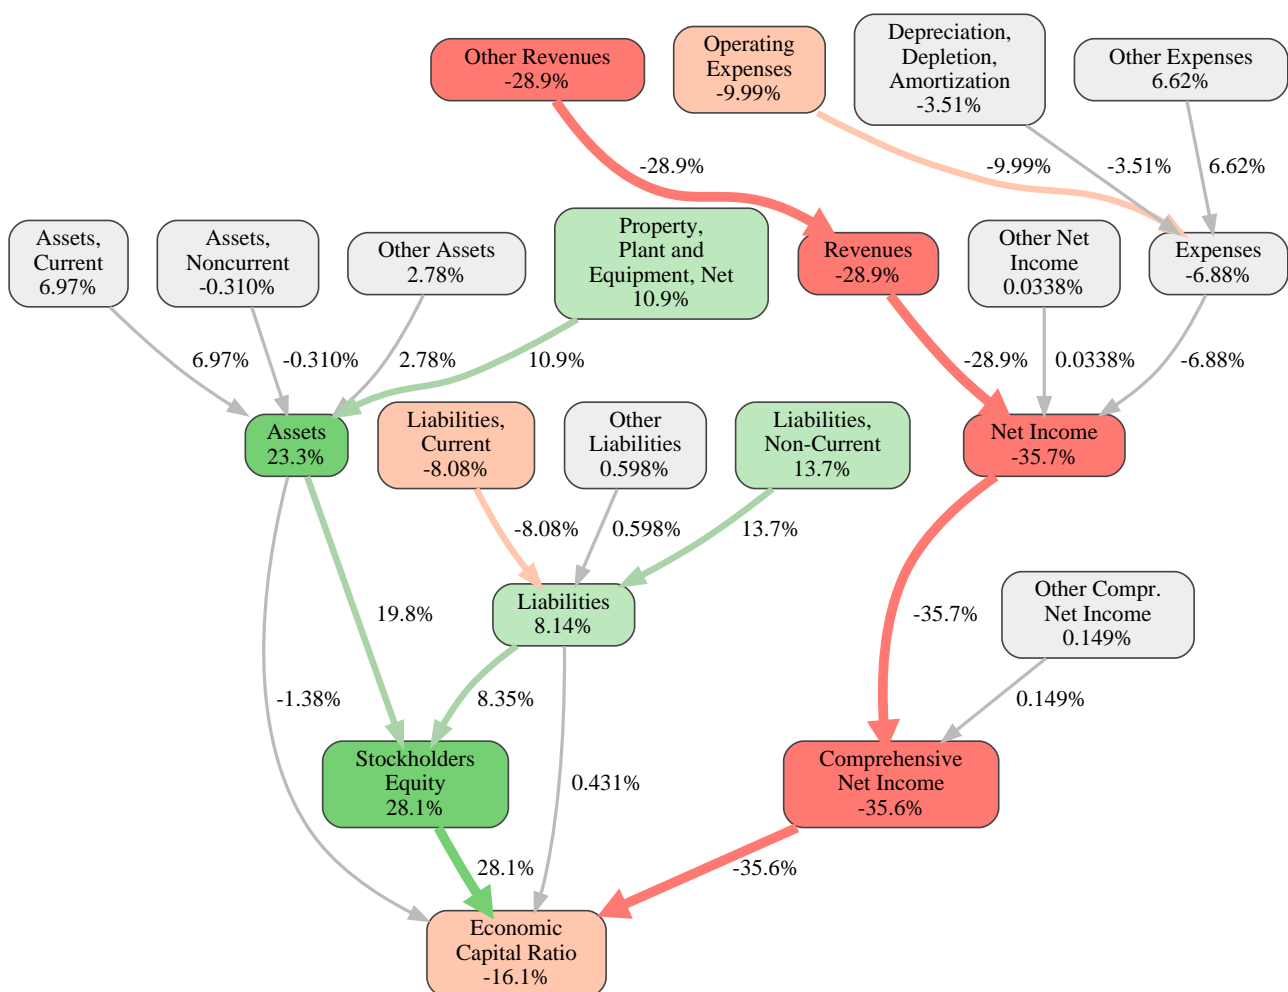 Other Revenues
-28.9%
Operating
Expenses
-9.99%
Depreciation,
Depletion,
Amortization
-3.51%
Other Expenses
6.62%
-28.9%
-9.99%
-3.51%
6.62%
Assets,
Current
6.97%
Assets,
Noncurrent
-0.310%
Other Assets
2.78%
Property,
Plant and
Equipment, Net
10.9%
Revenues
-28.9%
Other Net
Income
0.0338%
Expenses
-6.88%
6.97%
-0.310%
2.78%
10.9%
-28.9%
0.0338%
-6.88%
Assets
23.3%
Liabilities,
Current
-8.08%
Other
Liabilities
0.598%
Liabilities,
Non-Current
13.7%
Net Income
-35.7%
-8.08%
0.598%
13.7%
Liabilities
8.14%
19.8%
-35.7%
Other Compr.
Net Income
0.149%
-1.38%
8.35%
0.149%
Stockholders
Equity
28.1%
0.431%
Comprehensive
Net Income
-35.6%
28.1%
-35.6%
Economic
Capital Ratio
-16.1%